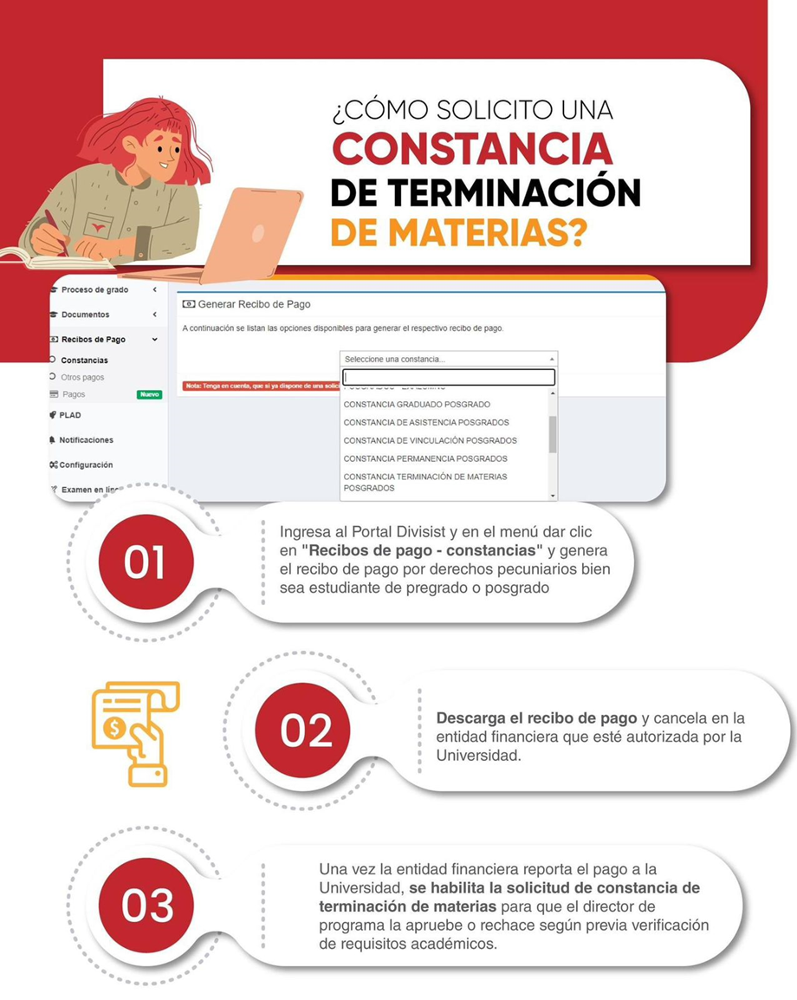 ¿CÓMO SOLICITO UNA
CONSTANCIA
DE TERMINACIÓN
DE MATERIAS?
Proceso de grado
Documentos
Recibos de Pago
Constancias
Otros pagos
Pagos Nuevo
PLAD
Notificaciones
Configuración
Examen en
Generar Recibo de Pago
A continuación se listan las opciones disponibles para generar el respectivo recibo de pago.
Seleccione una constancia...
Nota: Tenga en cuenta, que si ya dispone de una
CONSTANCIA GRADUADO POSGRADO
CONSTANCIA DE ASISTENCIA POSGRADOS
CONSTANCIA DE VINCULACIÓN POSGRADOS
CONSTANCIA PERMANENCIA POSGRADOS
CONSTANCIA TERMINACIÓN DE MATERIAS
POSGRADOS
01
Ingresa al Portal Divisist y en el menú dar clic
en "Recibos de pago - constancias" y genera
el recibo de pago por derechos pecuniarios bien
sea estudiante de pregrado o posgrado
02
Descarga el recibo de pago y cancela en la
entidad financiera que esté autorizada por la
Universidad.
03
Una vez la entidad financiera reporta el pago a la
Universidad, se habilita la solicitud de constancia de
terminación de materias para que el director de
programa la apruebe o rechace según previa verificación
de requisitos académicos.